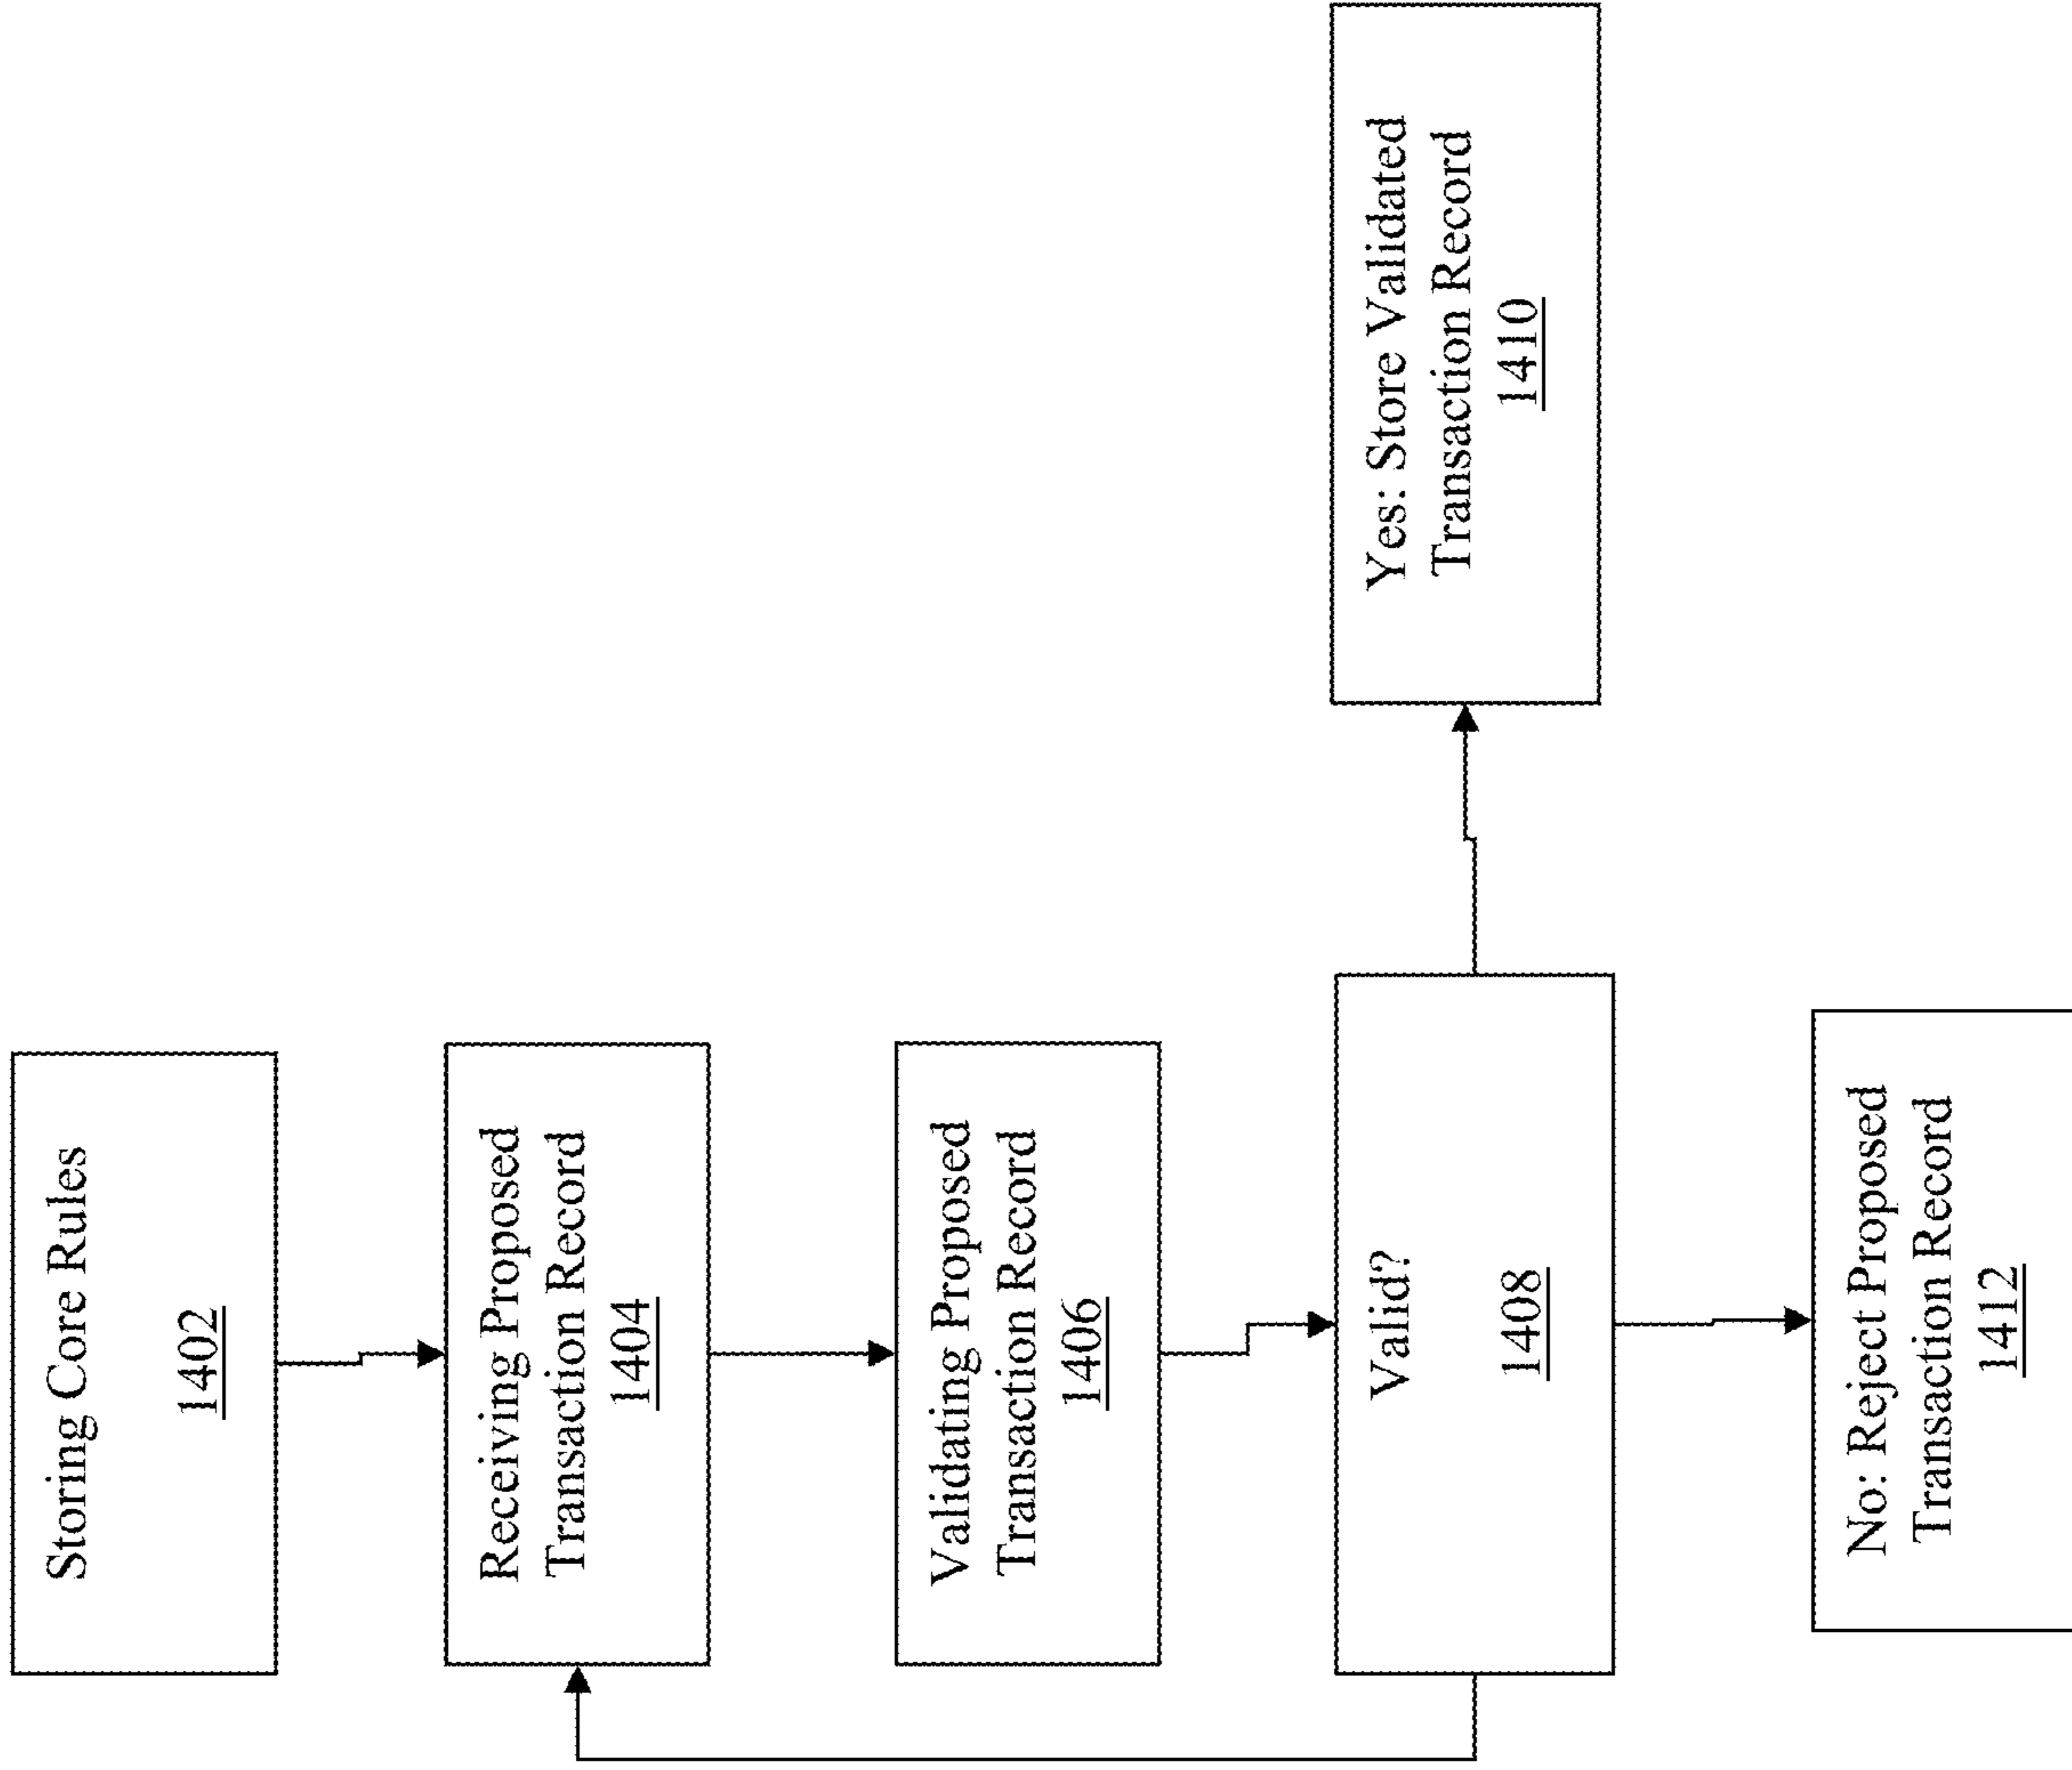 Storing Core Rules
1402
Receiving Proposed
Transaction Record
1404
Validating Proposed
Transaction Record
1406
Valid?
1408
Yes: Store Validated
Transaction Record
1410
No: Reject Proposed
Transaction Record
1412